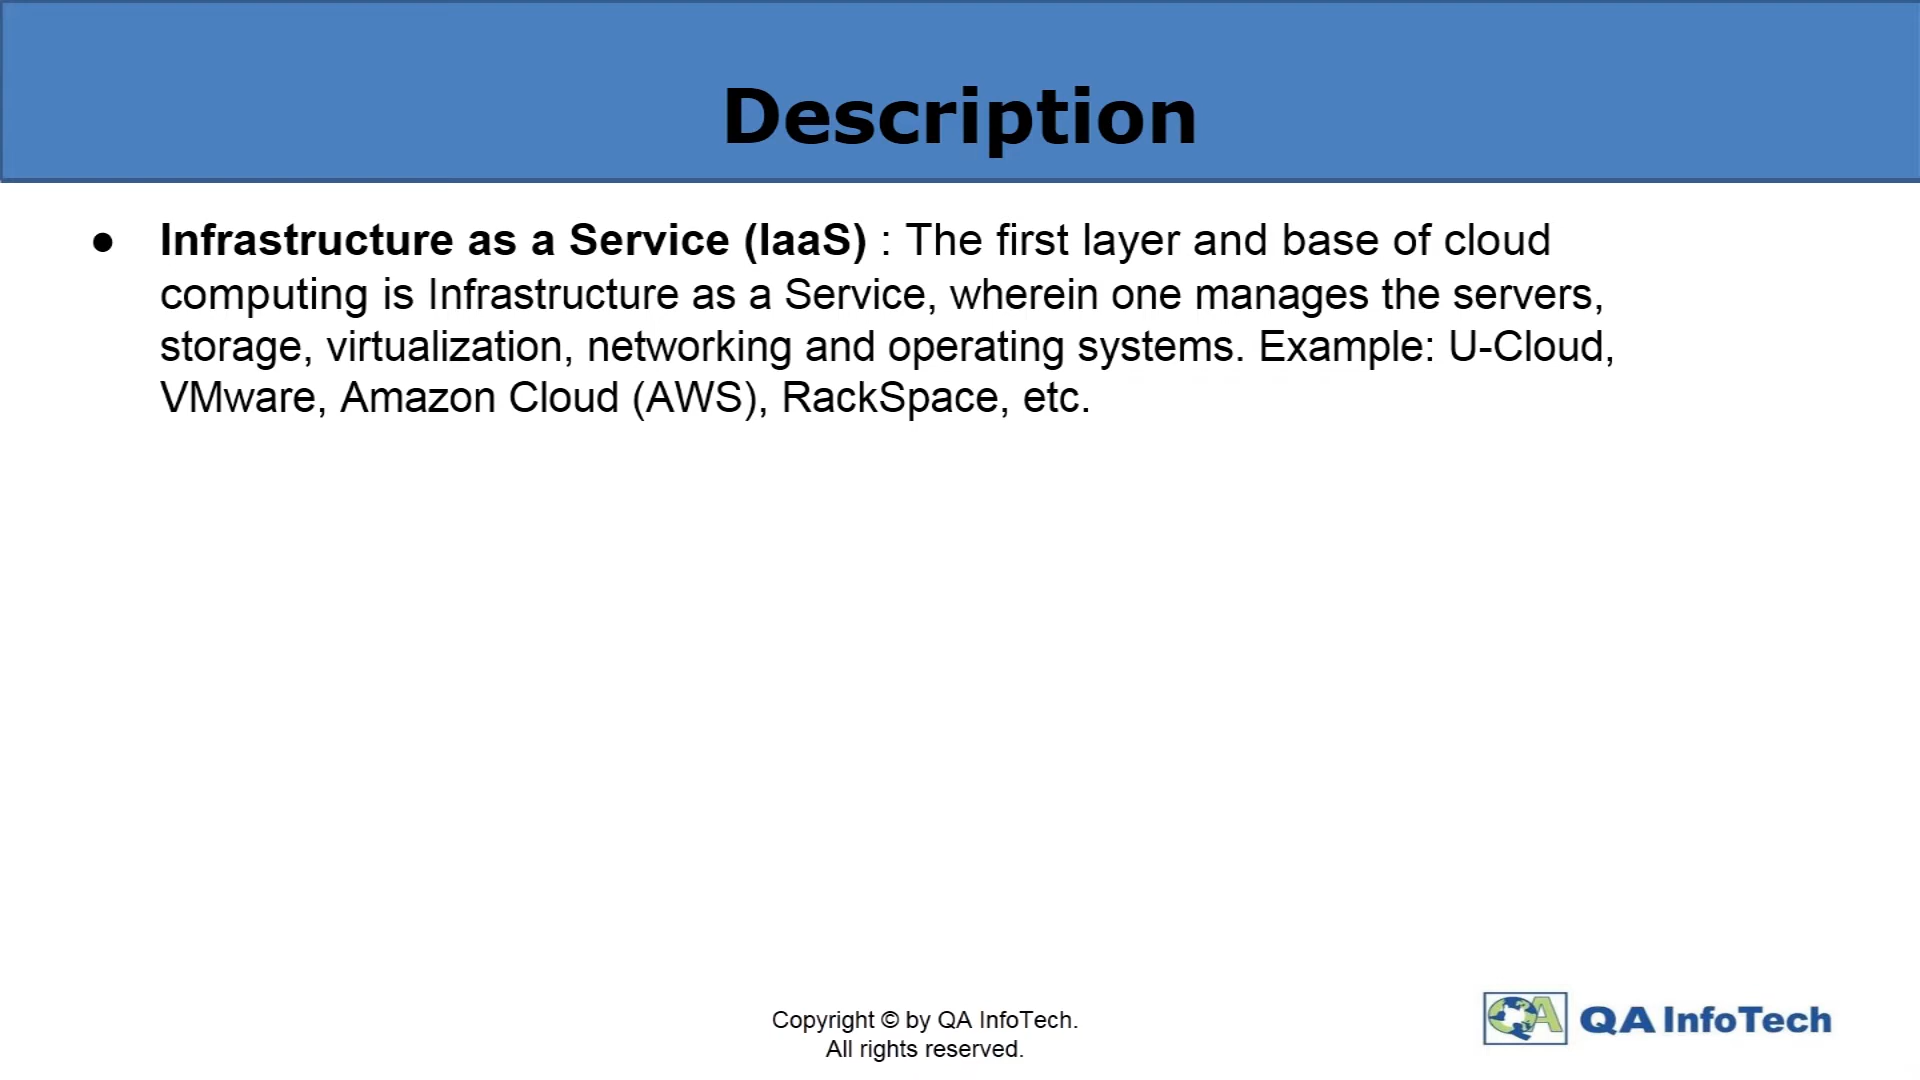 Description
● Infrastructure as a Service (IaaS) : The first layer and base of cloud
computing is Infrastructure as a Service, wherein one manages the servers,
storage, virtualization, networking and operating systems. Example: U-Cloud,
VMware, Amazon Cloud (AWS), RackSpace, etc.
Copyright © by QA InfoTech.
All rights reserved.
QA QA InfoTech